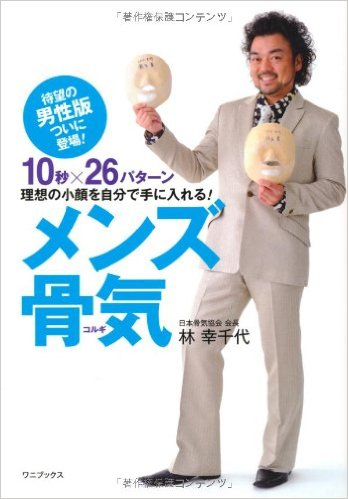 「著作権保護コンテンツ」
待望の
男性版
ついに
登場!
10秒×26パターン
理想の小顔を自分で手に入れる!
メンズ
骨気
コルギ
日本骨気協会 会長
林 幸千代
ワニブックス
「著作権保護コンテンツ」